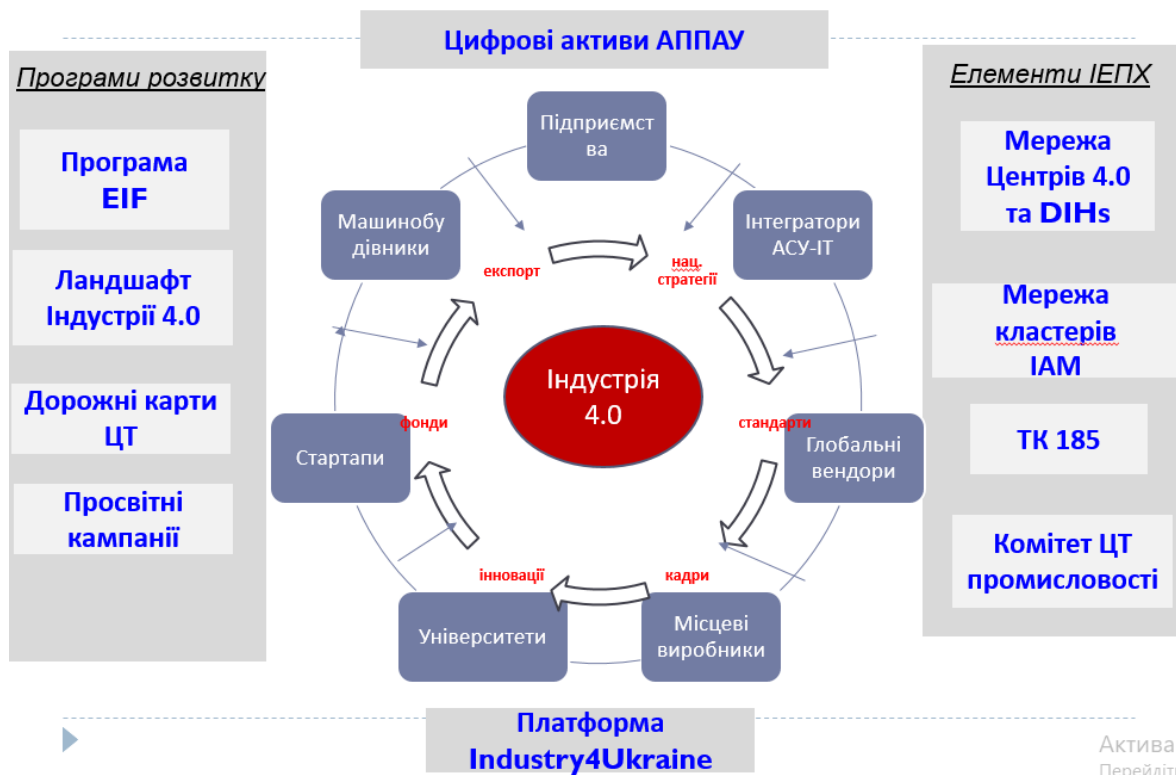 Цифрові активи АППАУ
Програми розвитку
Програма
EIF
Ландшафт
Індустрії 4.0
Дорожні карти
ЦТ
Просвітні
кампанії
Підприємст
ва
Машинобу
дівники
Інтегратори
АСУ-ІТ
експорт
нац.
стратегії
Індустрія
4.0
фонди
стандарти
Стартапи
Глобальні
вендори
інновації
кадри
Університети
Місцеві
виробники
Елементи ІЕПХ
Мережа
Центрів 4.0
та DIHs
Мережа
кластерів
ІАМ
ТК 185
Комітет ЦТ
промисловості
Платформа
Industry4Ukraine
Актива
Перейдіт